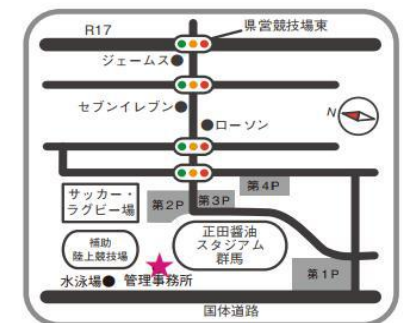 R17
県営競技場東
ジェームス
セブンイレブン
ローソン
N
第4P
サッカー・
ラグビー場
第2P
第3P
正田醤油
スタジアム
群馬
補助
陸上競技場
第1P
水泳場
管理事務所
国体道路